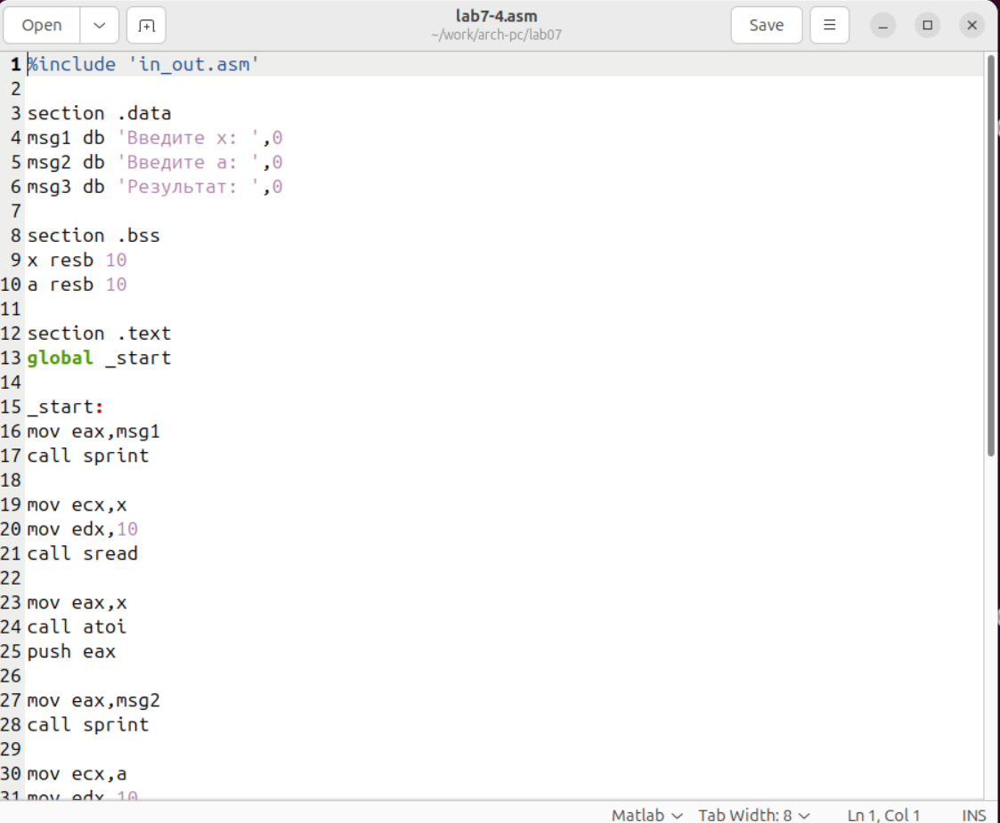 Open
lab7-4.asm
~/work/arch-pc/lab07
Save
1 %include 'in_out.asm'
2
3 section .data
4 msg1 db 'Введите x: ',0
5 msg2 db 'Введите a: ',0
6 msg3 db 'Результат: ',0
7
8 section .bss
9 x resb 10
10 a resb 10
11
12 section .text
13 global _start
14
15 _start:
16 mov eax,msg1
17 call sprint
18
19 mov ecx,x
20 mov edx,10
21 call sread
22
23 mov eax,x
24 call atoi
25 push eax
26
27 mov eax,msg2
28 call sprint
29
30 mov ecx,a
31 mov edx,10
Matlab Tab Width: 8 Ln 1, Col 1 INS